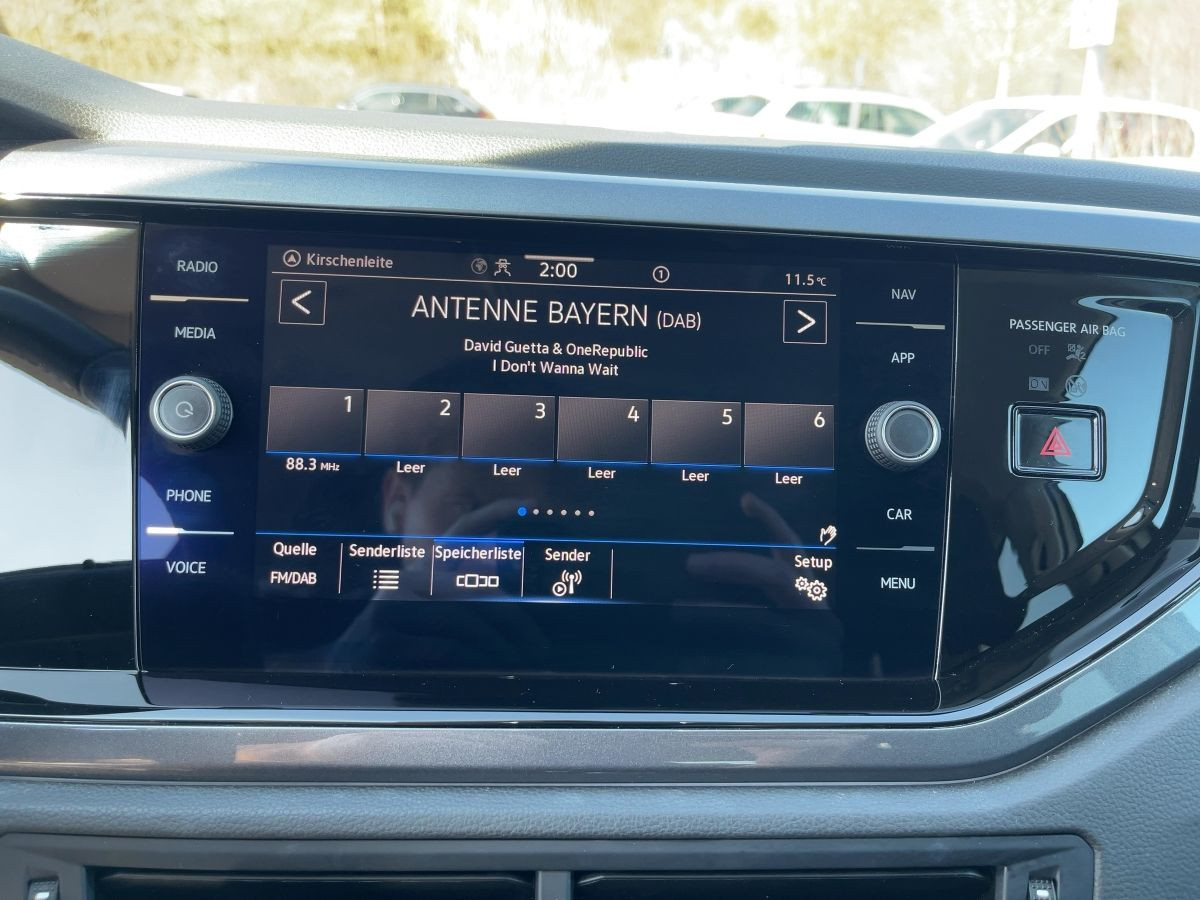 RADIO
MEDIA
PHONE
VOICE
Kirschenleite
2:00
1
11.5°C
<
ANTENNE BAYERN (DAB)
>
David Guetta & OneRepublic
I Don't Wanna Wait
1 2 3 4 5 6
88.3 MHz Leer Leer Leer Leer Leer
Quelle Senderliste Speicherliste Sender Setup
FM/DAB
NAV
APP
CAR
MENU
PASSENGER AIR BAG
OFF
ON